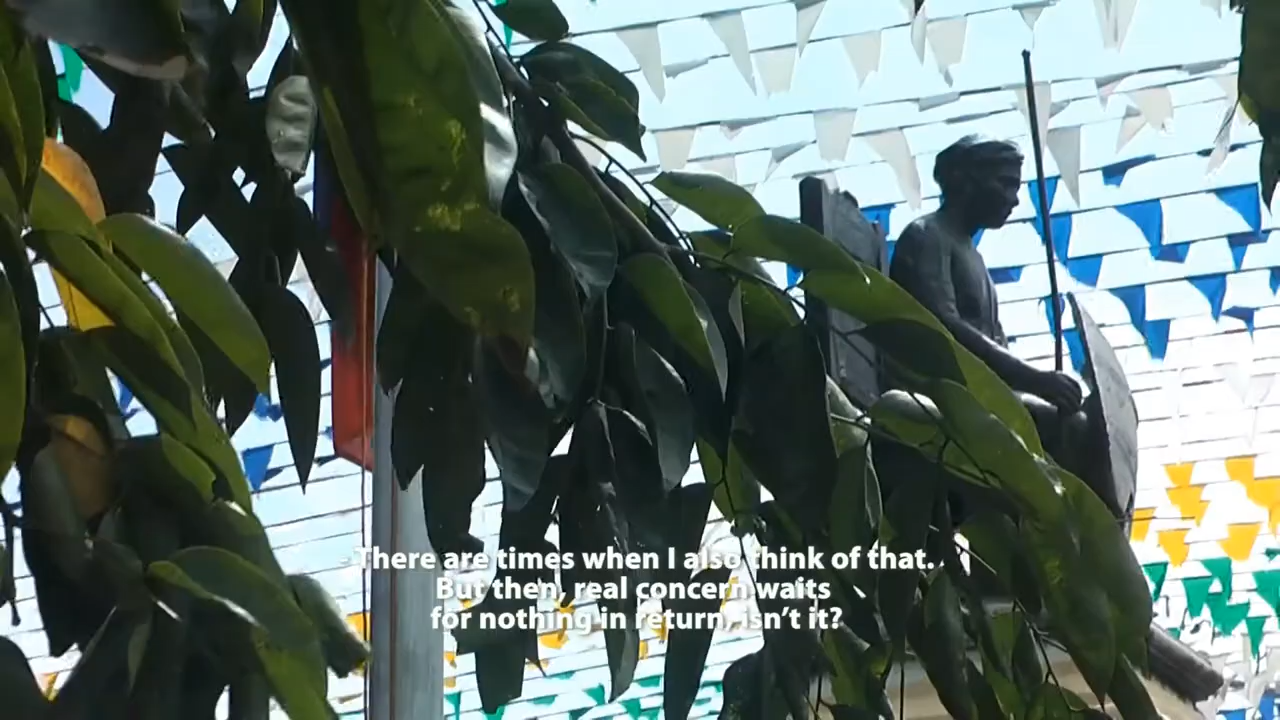 - There are times when I also think of that.
But then, real concern waits
for nothing in return, isn't it?